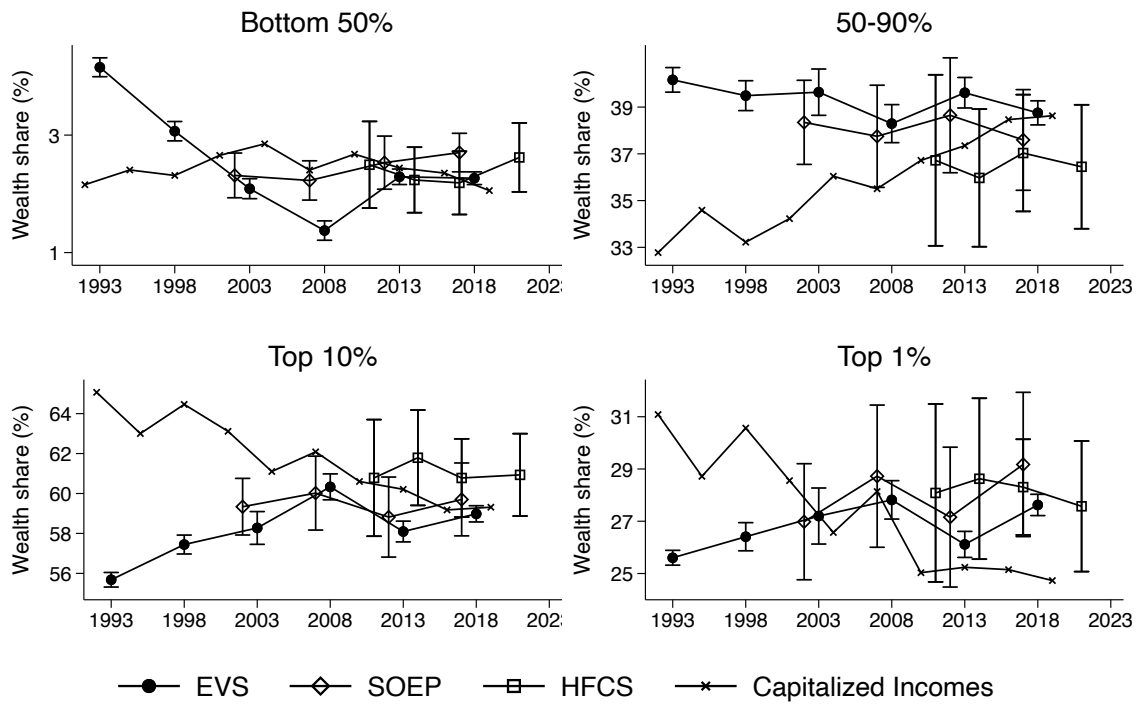 Bottom 50%
Wealth share (%)
3
1
1993 1998 2003 2008 2013 2018 2023
50-90%
Wealth share (%)
39
37
35
33
1993 1998 2003 2008 2013 2018 2023
Top 10%
Wealth share (%)
64
62
60
58
56
1993 1998 2003 2008 2013 2018 2023
Top 1%
Wealth share (%)
31
29
27
25
1993 1998 2003 2008 2013 2018 2023
EVS SOEP HFCS Capitalized Incomes